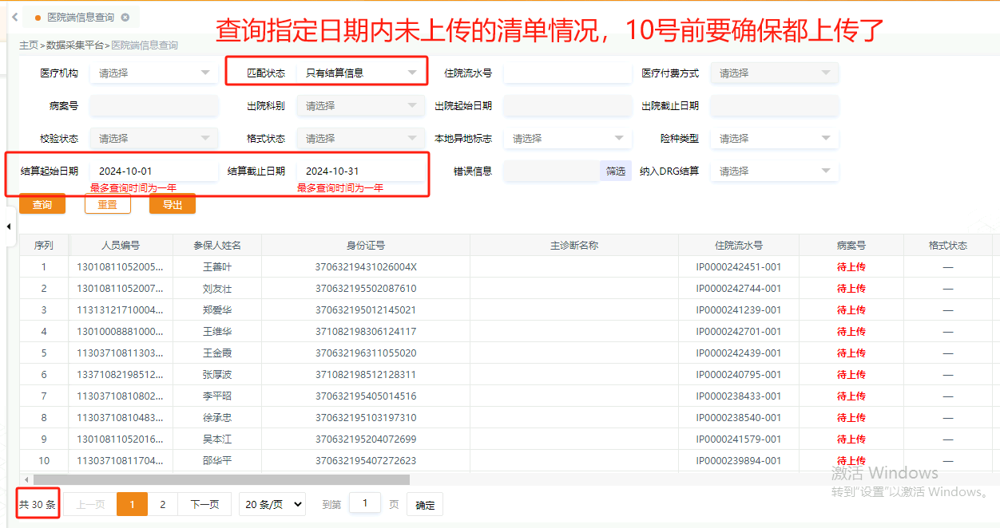 医院端信息查询
查询指定日期内未上传的清单情况，10号前要确保都上传了
主页>数据采集平台>医院端信息查询
医疗机构 请选择 匹配状态 只有结算信息 住院流水号 医疗付费方式 请选择
病案号 出院科别 请选择 出院起始日期 出院截止日期
校验状态 请选择 格式状态 请选择 本地异地标志 请选择 险种类型 请选择
结算起始日期 2024-10-01 结算截止日期 2024-10-31 错误信息 筛选 纳入DRG结算 请选择
最多查询时间为一年 最多查询时间为一年
查询 重置 导出
序列 人员编号 参保人姓名 身份证号 主诊断名称 住院流水号 病案号 格式状态
1 13010811052005... 王善叶 37063219431026004X IP0000242451-001 待上传 —
2 13010811052007... 刘友壮 370632195502087610 IP0000242744-001 待上传 —
3 11313121710004... 郑爱华 370632195012145021 IP0000241239-001 待上传 —
4 13010008881000... 王维华 371082198306124117 IP0000242701-001 待上传 —
5 11303710811303... 王金霞 370632196311055020 IP0000242439-001 待上传 —
6 13371082198512... 张厚波 371082198512128311 IP0000240795-001 待上传 —
7 11303710810802... 李平昭 370632195405014516 IP0000238433-001 待上传 —
8 11303710810483... 徐承忠 370632195103197310 IP0000238540-001 待上传 —
9 13010811052016... 吴本江 370632195204072699 IP0000241579-001 待上传 —
10 11303710811704... 邵华平 370632195407272623 IP0000239894-001 待上传 —
激活 Windows
转到“设置”以激活 Windows。
共 30 条 上一页 1 2 下一页 20 条/页 到第 1 页 确定